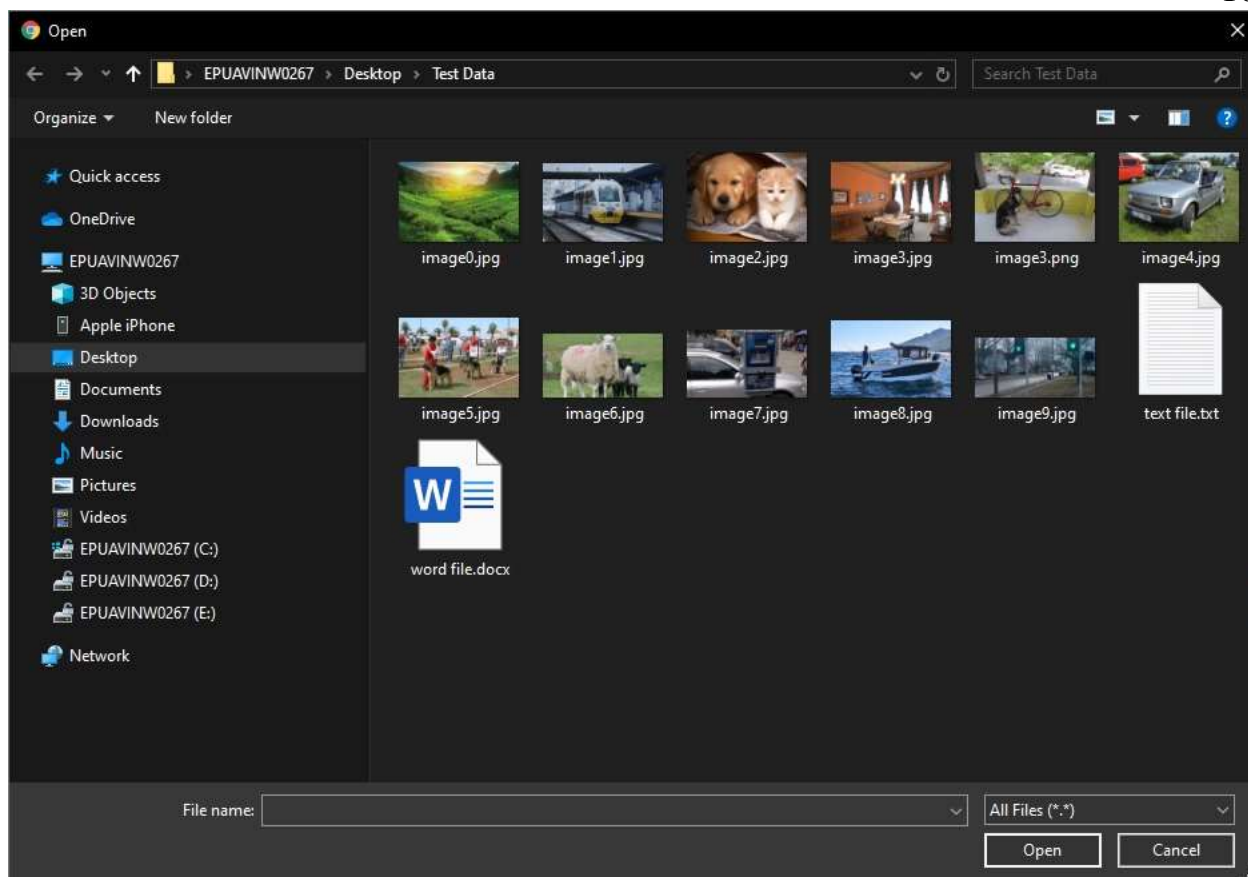 Open
EPUAVINW0267 > Desktop > Test Data
Search Test Data
Organize
New folder
Quick access
OneDrive
EPUAVINW0267
3D Objects
Apple iPhone
Desktop
Documents
Downloads
Music
Pictures
Videos
EPUAVINW0267 (C:)
EPUAVINW0267 (D:)
EPUAVINW0267 (E:)
Network
image0.jpg
image1.jpg
image2.jpg
image3.jpg
image3.png
image4.jpg
image5.jpg
image6.jpg
image7.jpg
image8.jpg
image9.jpg
text file.txt
W
word file.docx
File name:
All Files (*.*)
Open
Cancel